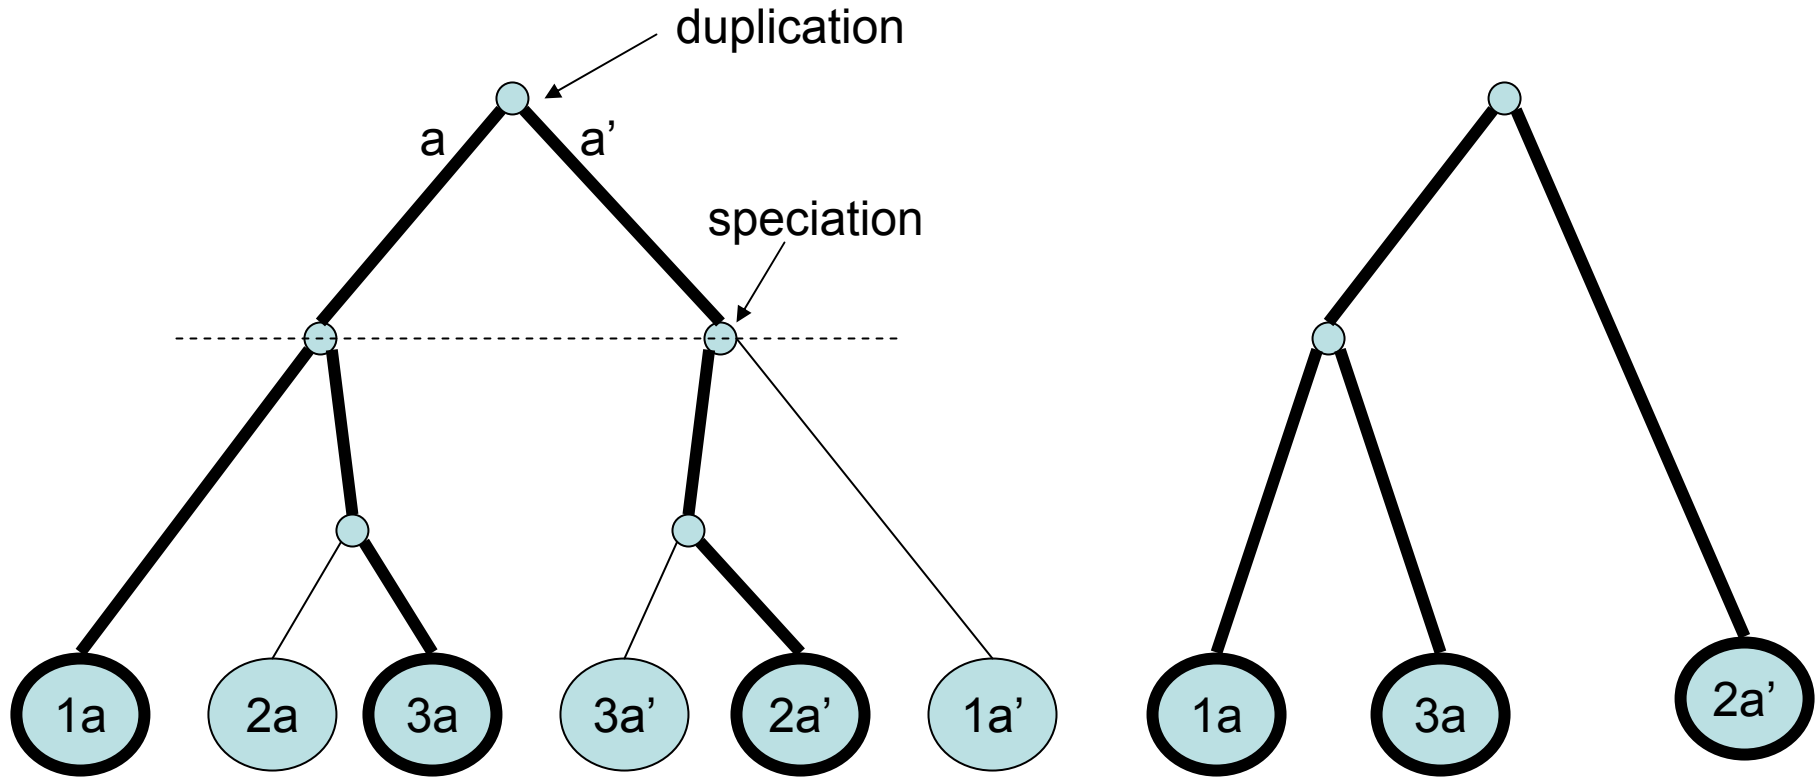 duplication
a
a’
speciation
1a
2a
3a
3a’
2a’
1a’
1a
3a
2a’